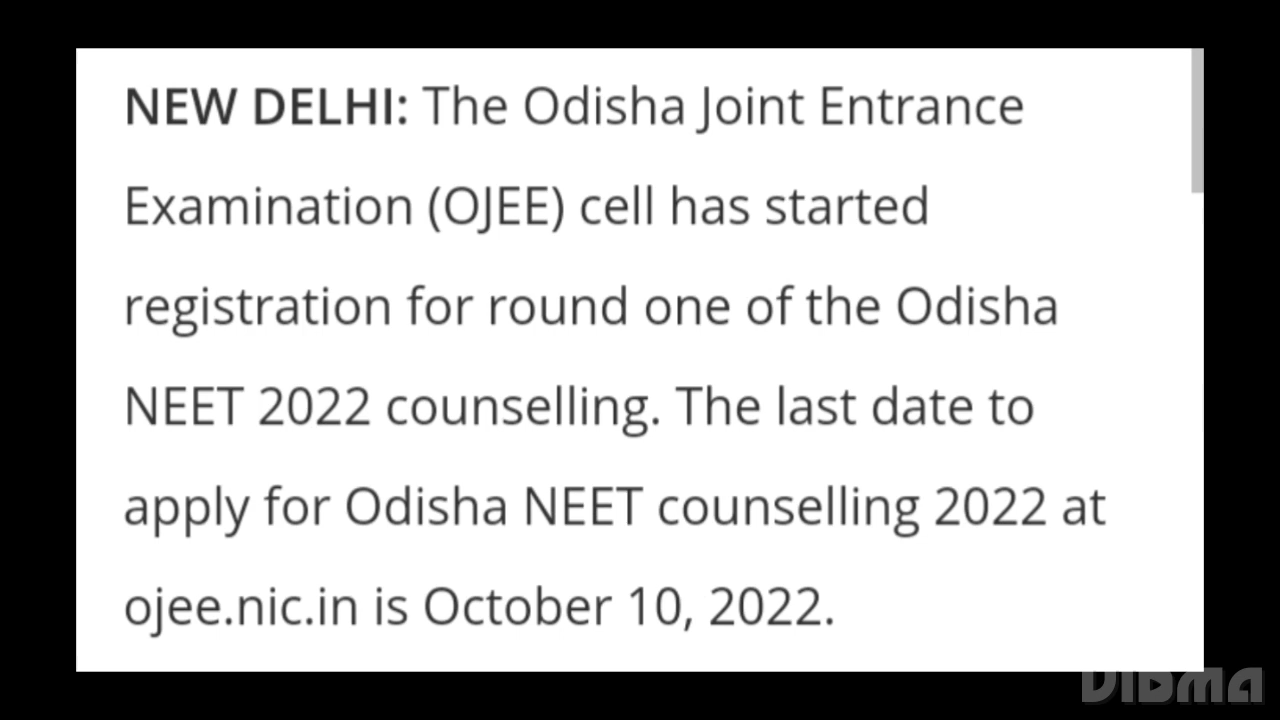 NEW DELHI: The Odisha Joint Entrance
Examination (OJEE) cell has started
registration for round one of the Odisha
NEET 2022 counselling. The last date to
apply for Odisha NEET counselling 2022 at
ojee.nic.in is October 10, 2022.